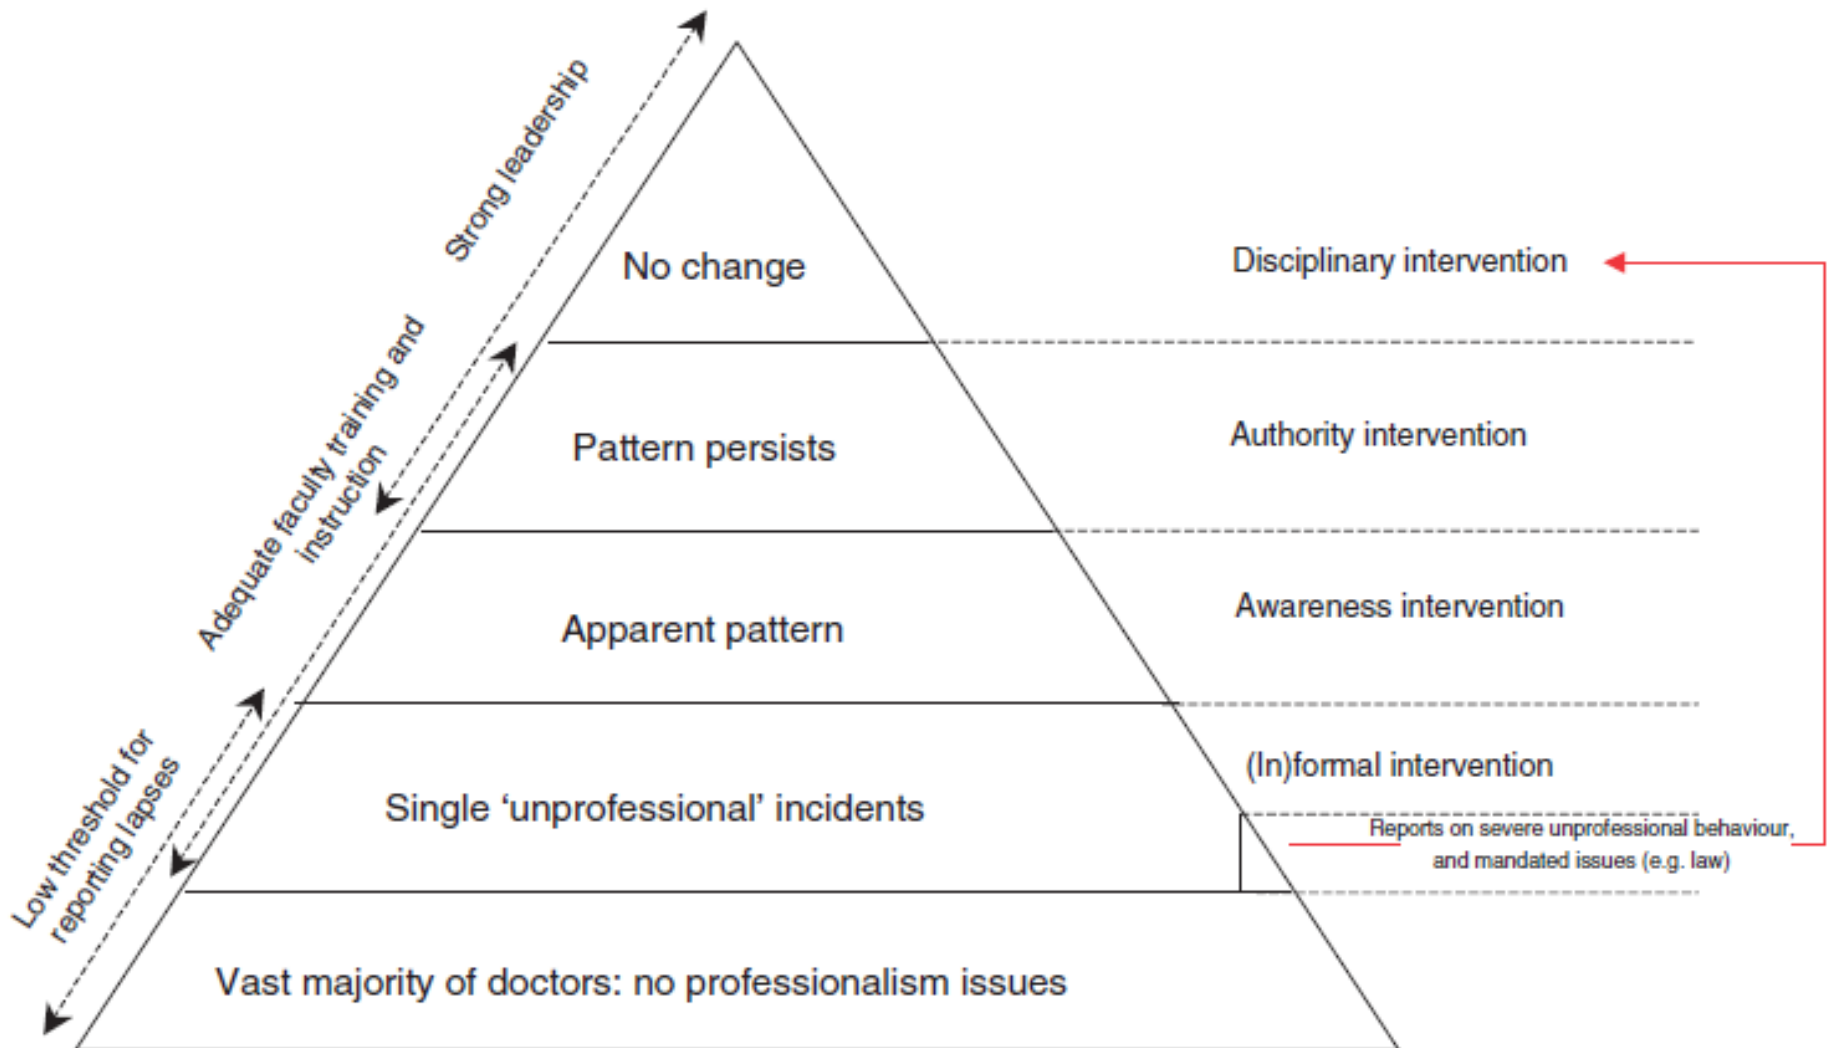 Strong leadership
Adequate faculty training and
instruction
Low threshold for
reporting lapses
No change
Disciplinary intervention
Pattern persists
Authority intervention
Apparent pattern
Awareness intervention
Single ‘unprofessional’ incidents
(In)formal intervention
Reports on severe unprofessional behaviour,
and mandated issues (e.g. law)
Vast majority of doctors: no professionalism issues